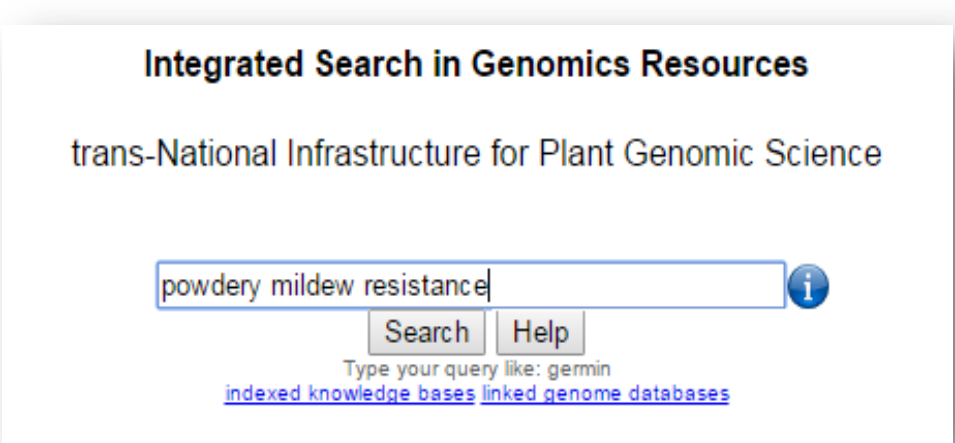 Integrated Search in Genomics Resources
trans-National Infrastructure for Plant Genomic Science
powdery mildew resistance
i
Search Help
Type your query like: germin
indexed knowledge bases linked genome databases